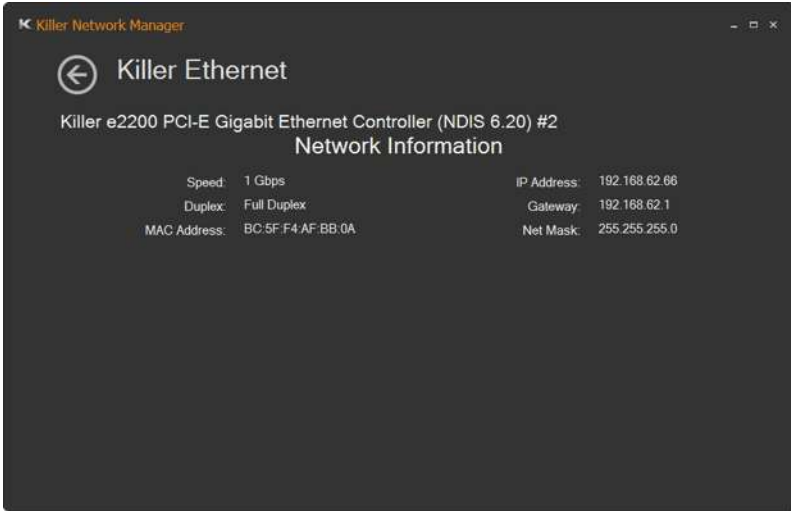 Killer Network Manager
Killer Ethernet
Killer e2200 PCI-E Gigabit Ethernet Controller (NDIS 6.20) #2
Network Information
Speed: 1 Gbps IP Address: 192.168.62.66
Duplex: Full Duplex Gateway: 192.168.62.1
MAC Address: BC:5F:F4:AF:BB:0A Net Mask: 255.255.255.0